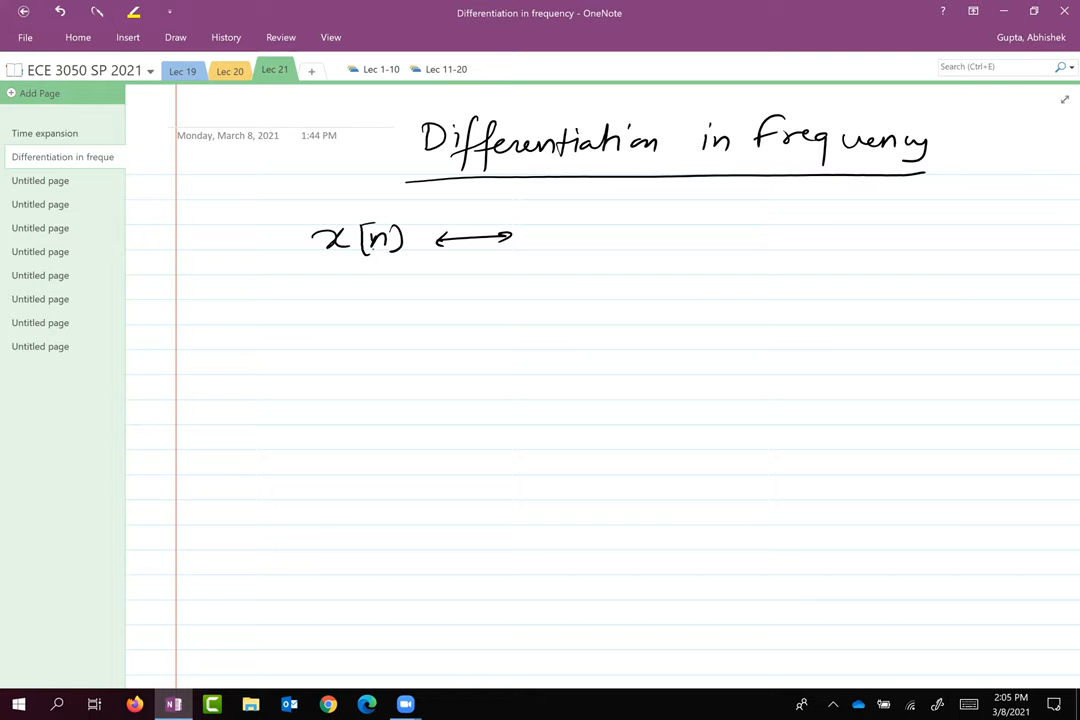 Differentiation in frequency - OneNote
File Home Insert Draw History Review View
Gupta, Abhishek
ECE 3050 SP 2021
Lec 19 Lec 20 Lec 21 + Lec 1-10 Lec 11-20
Search (Ctrl+E)
Add Page
Time expansion
Differentiation in freque
Untitled page
Untitled page
Untitled page
Untitled page
Untitled page
Untitled page
Untitled page
Untitled page
Monday, March 8, 2021 1:44 PM
Differentiation in frequency
x[n] ↔
2:05 PM
3/8/2021